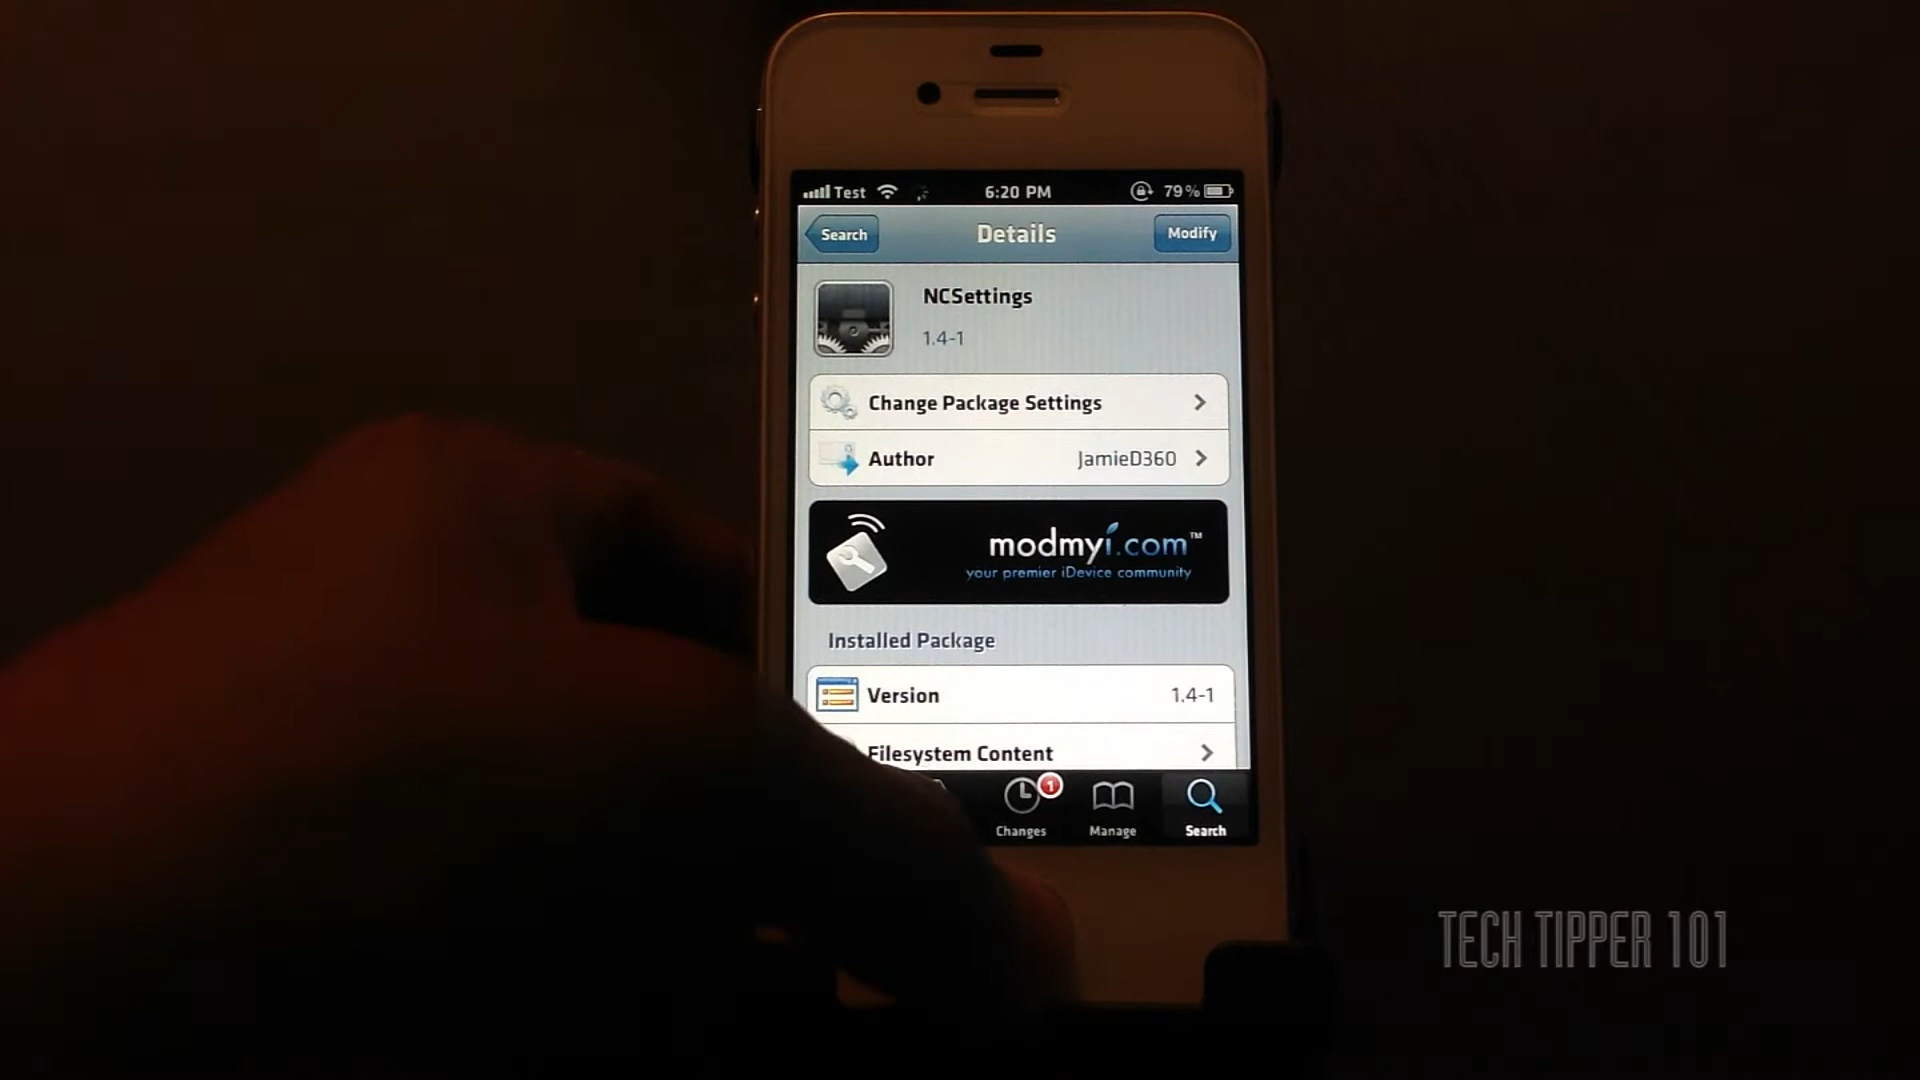 Test 6:20 PM 79%
Search Details Modify
NCSettings
1.4-1
Change Package Settings
Author JamieD360
modmyi.com™
your premier iDevice community
Installed Package
Version 1.4-1
Filesystem Content
1
Changes Manage Search
TECH TIPPER 101